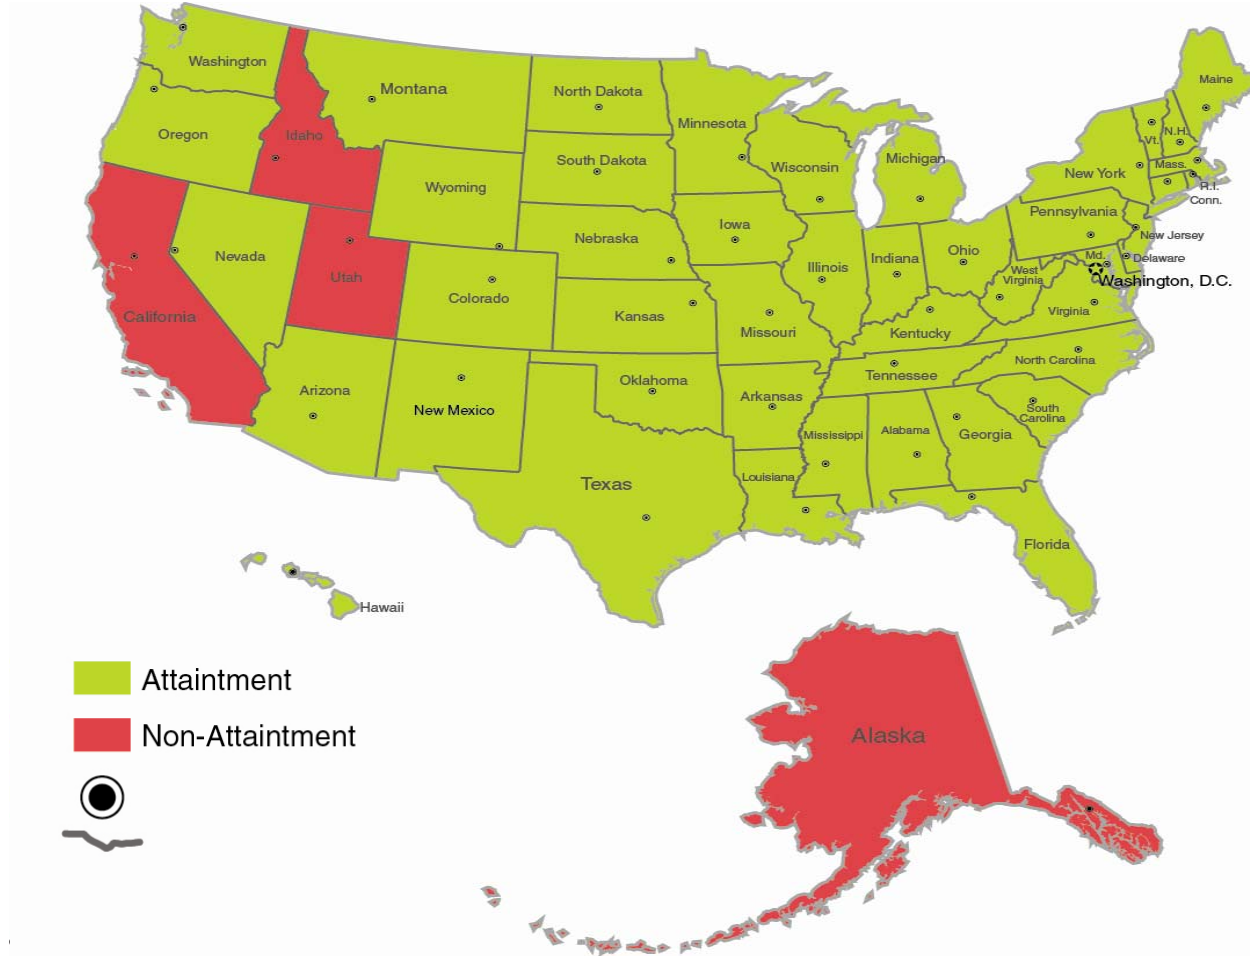 Washington
Montana
North Dakota
Minnesota
Maine
Oregon
Idaho
South Dakota
Wisconsin
Michigan
Vt.
N.H.
New York
Mass.
R.I.
Conn.
Wyoming
Iowa
Pennsylvania
New Jersey
Nevada
Utah
Nebraska
Illinois
Indiana
Ohio
Md.
Delaware
West
Virginia
Washington, D.C.
California
Colorado
Kansas
Missouri
Kentucky
Virginia
Arizona
New Mexico
Oklahoma
Arkansas
Tennessee
North Carolina
South
Carolina
Mississippi
Alabama
Georgia
Texas
Louisiana
Florida
Hawaii
Attaintment
Non-Attaintment
Alaska